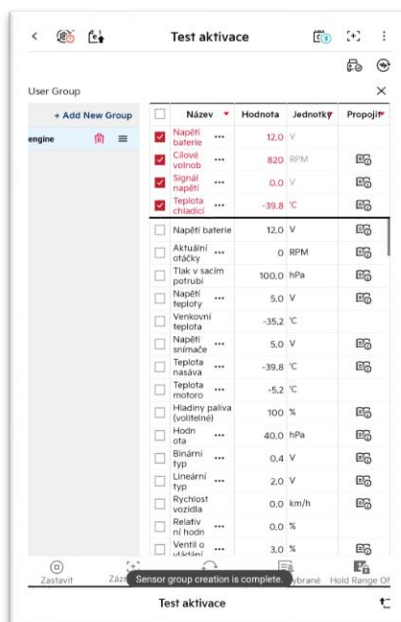 Test aktivace
User Group
+ Add New Group
engine
Název Hodnota Jednotky Propojit
Napětí baterie ... 12,0 V
Cílové volnob ... 820 RPM
Signál napětí ... 0,0 V
Teplota chladicí ... -39,8 °C
Napětí baterie 12,0 V
Aktuální otáčky ... 0 RPM
Tlak v sacím potrubí 100,0 hPa
Napětí teploty ... 5,0 V
Venkovní teplota -35,2 °C
Napětí snímače ... 5,0 V
Teplota nasáva ... -39,8 °C
Teplota motoro ... -5,2 °C
Hladiny paliva (volitelné) 100 %
Hodn ota ... 40,0 hPa
Binární typ ... 0,4 V
Lineární typ ... 2,0 V
Rychlost vozidla 0,0 km/h
Relativ ní hodn ... 0,0 %
Ventil o vládání ... 3,0 %
Sensor group creation is complete.
Zastavit Hold Range Off
Test aktivace